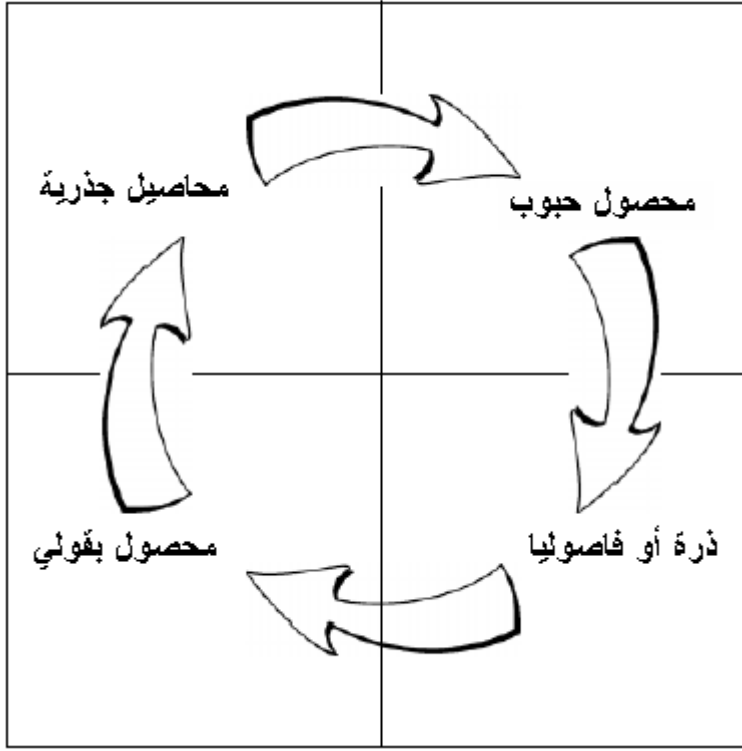 محصول حبوب
محاصيل جذرية
ذرة أو فاصوليا
محصول بقولي